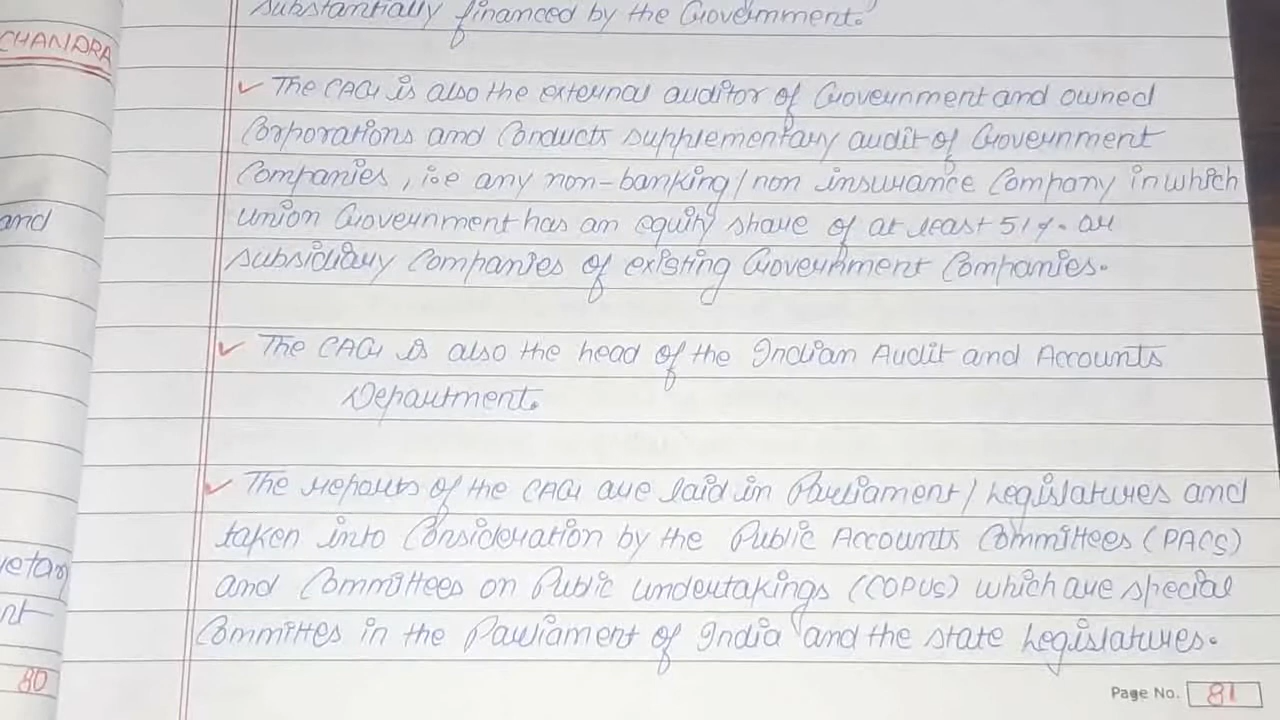 substantially financed by the Government.
CHANDRA
✓ The CAG is also the external auditor of Government and owned
Corporations and Conducts supplementary audit of Government
Companies, i.e any non-banking/non insurance Company in which
and
union Government has an equity share of at least 51%. or
subsidiary Companies of existing Government Companies.
✓ The CAG is also the head of the Indian Audit and Accounts
Department.
✓ The reports of the CAG are laid in Parliament/Legislatures and
taken into Consideration by the Public Accounts Committees (PACs)
and Committees on Public undertakings (COPUs) which are special
Committes in the Parliament of India and the state Legislatures.
80
Page No. 81